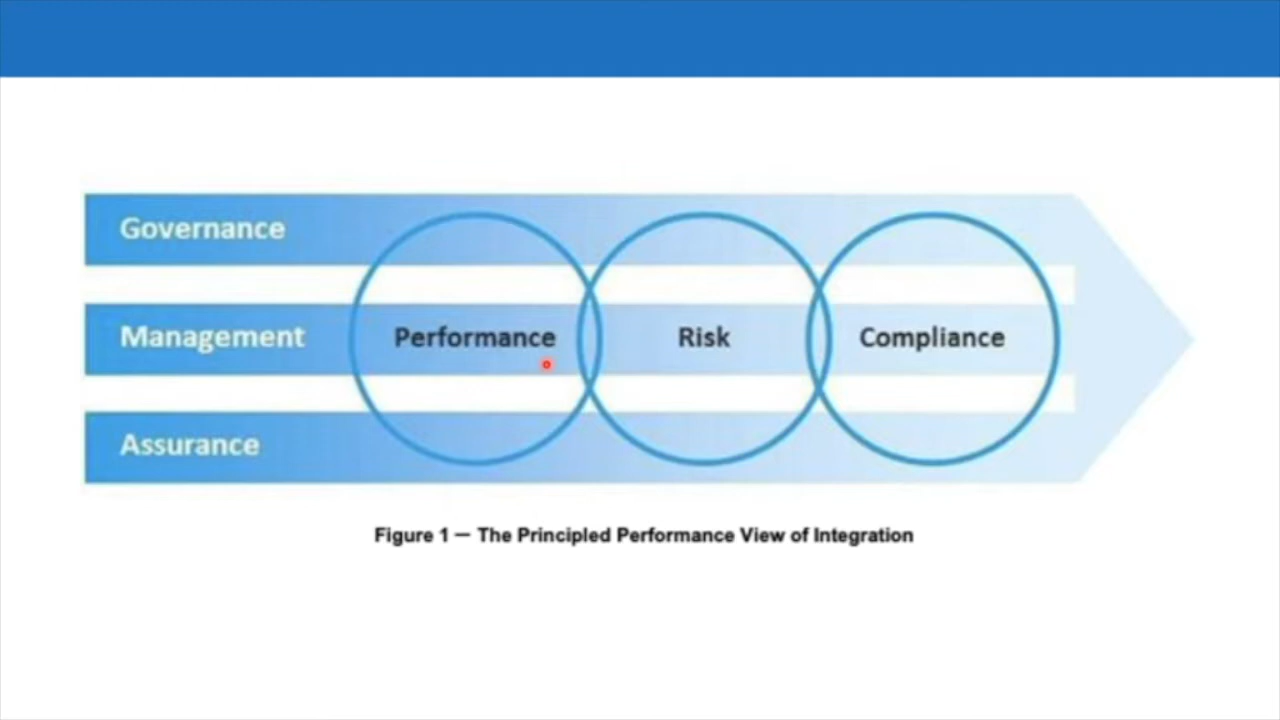 Governance
Management Performance Risk Compliance
Assurance
Figure 1 — The Principled Performance View of Integration